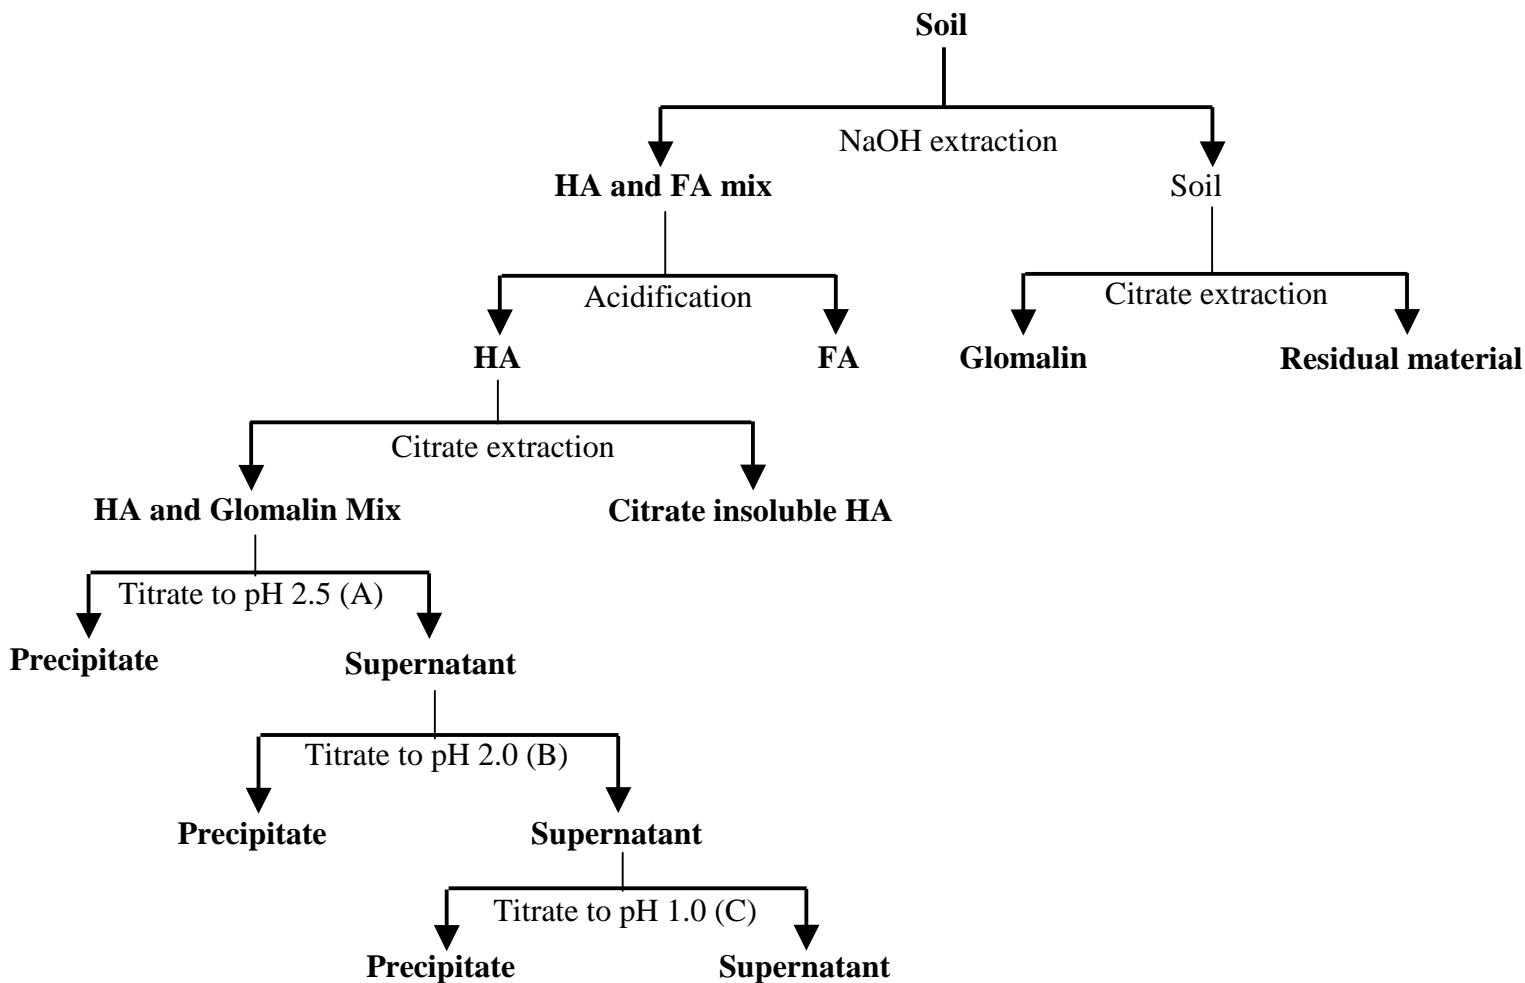 Soil
NaOH extraction
HA and FA mix
Soil
Acidification
Citrate extraction
HA
FA
Glomalin
Residual material
Citrate extraction
HA and Glomalin Mix
Citrate insoluble HA
Titrate to pH 2.5 (A)
Precipitate
Supernatant
Titrate to pH 2.0 (B)
Precipitate
Supernatant
Titrate to pH 1.0 (C)
Precipitate
Supernatant